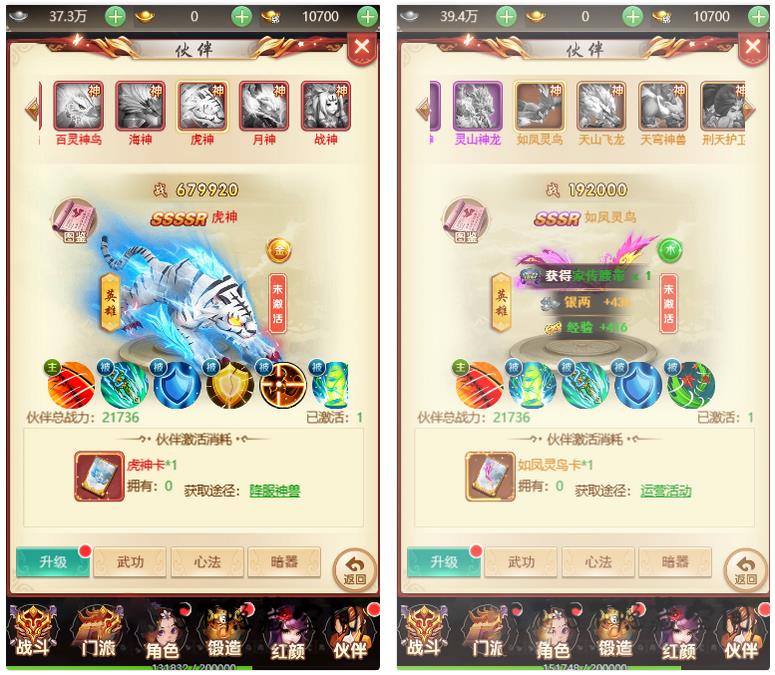 37.3万
0
10700
伙伴
神
神
神
神
神
百灵神鸟
海神
虎神
月神
战神
战 679920
SSSSR 虎神
图鉴
金
英雄
未激活
主
被
被
被
被
被
伙伴总战力：21736
已激活：1
伙伴激活消耗
虎神卡*1
拥有：0
获取途径：
降服神兽
升级
武功
心法
暗器
返回
战斗
门派
角色
锻造
红颜
伙伴
131832 / 200000
39.4万
0
10700
伙伴
神
神
神
灵山神龙
如凤灵鸟
天山飞龙
天穹神兽
刑天护卫
战 192000
SSSR 如凤灵鸟
图鉴
木
获得家传腰带 x 1
英雄
未激活
银两
经验 +416
主
被
被
被
被
伙伴总战力：21736
已激活：1
伙伴激活消耗
如凤灵鸟卡*1
拥有：0
获取途径：
运营活动
升级
武功
心法
暗器
返回
战斗
门派
角色
锻造
红颜
伙伴
151748 / 200000